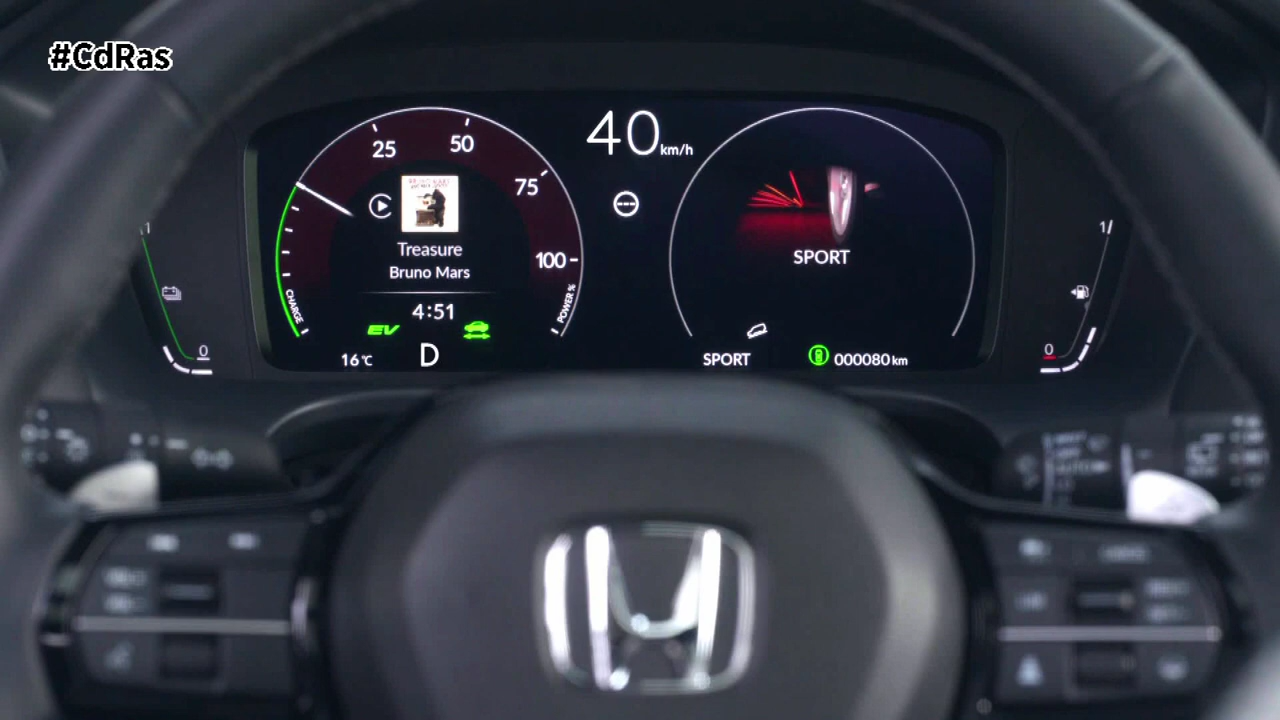 #CdRas
25
50
75
100
40 km/h
Treasure
Bruno Mars
4:51
CHARGE
POWER %
EV
16°C
D
SPORT
SPORT
000080 km
1
0
1/
0
AUTO